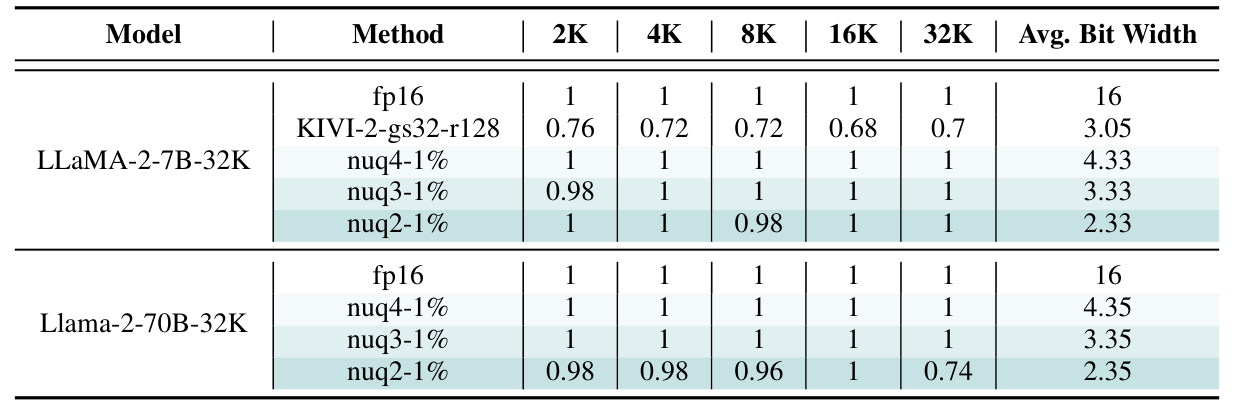 Model Method 2K 4K 8K 16K 32K Avg. Bit Width
fp16 1 1 1 1 1 16
KIVI-2-gs32-r128 0.76 0.72 0.72 0.68 0.7 3.05
LLaMA-2-7B-32K nuq4-1% 1 1 1 1 1 4.33
nuq3-1% 0.98 1 1 1 1 3.33
nuq2-1% 1 1 0.98 1 1 2.33
fp16 1 1 1 1 1 16
nuq4-1% 1 1 1 1 1 4.35
Llama-2-70B-32K
nuq3-1% 1 1 1 1 1 3.35
nuq2-1% 0.98 0.98 0.96 1 0.74 2.35